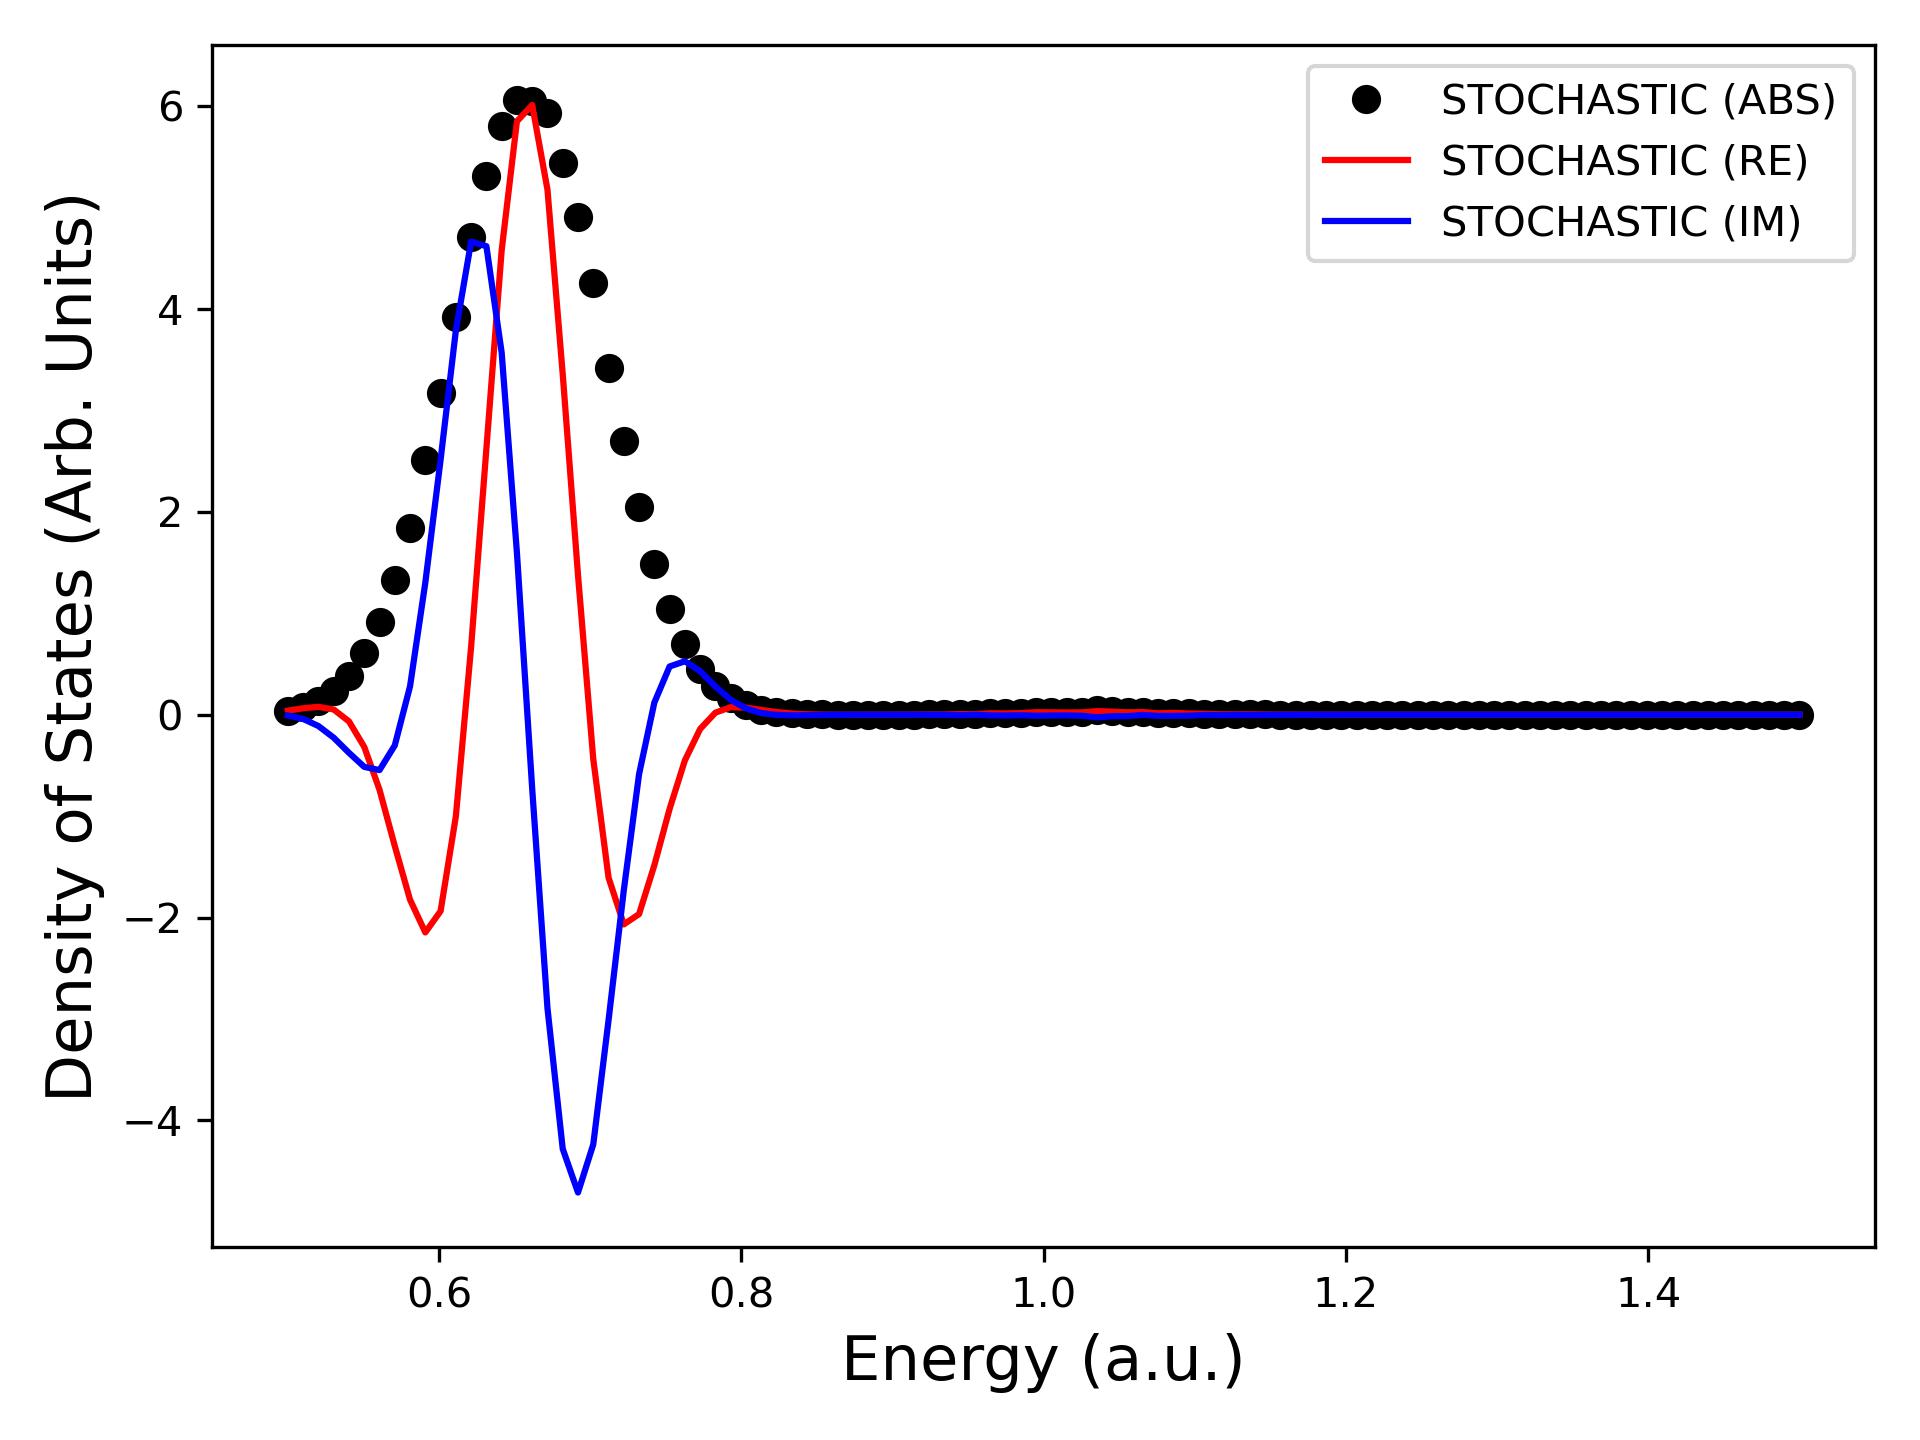 STOCHASTIC (ABS)
STOCHASTIC (RE)
STOCHASTIC (IM)
Density of States (Arb. Units)
6
4
2
0
−2
−4
0.6 0.8 1.0 1.2 1.4
Energy (a.u.)